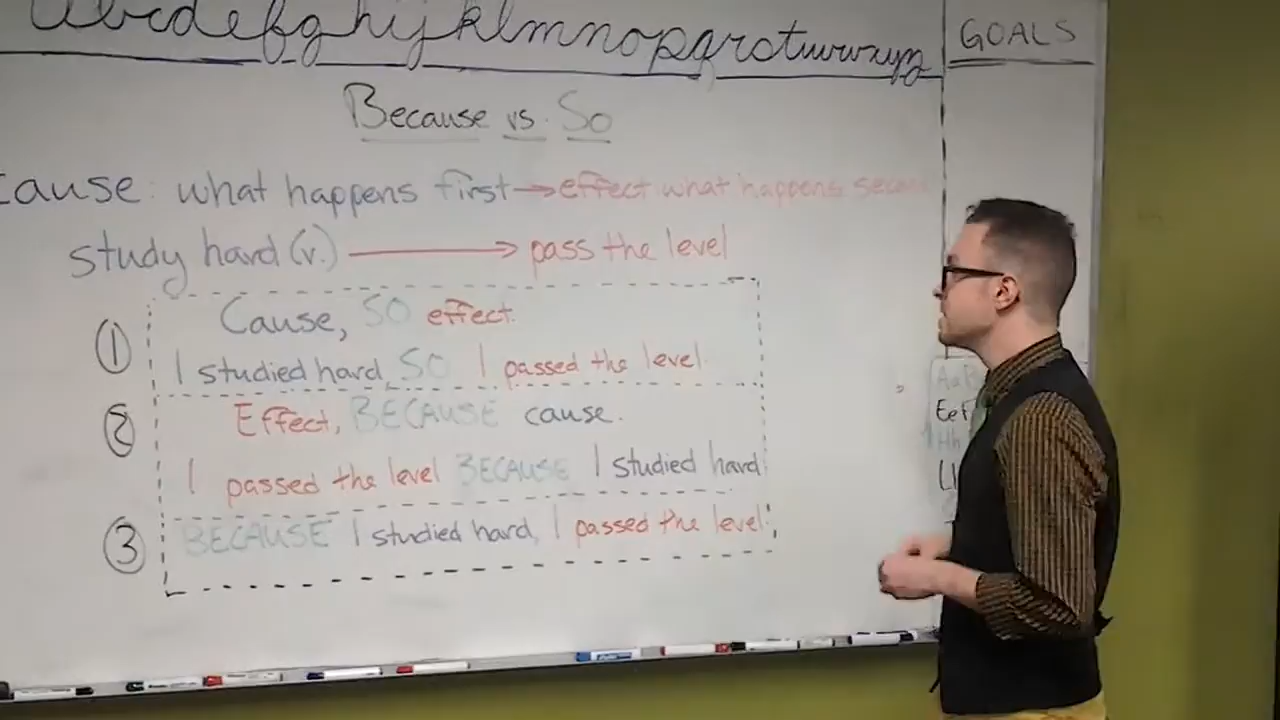 abcdefghijklmnopqrstuvwxyz
GOALS
Because vs. So
cause: what happens first → effect what happens second
study hard (v.) → pass the level
① Cause, SO effect.
I studied hard, SO I passed the level.
② Effect, BECAUSE cause.
I passed the level BECAUSE I studied hard.
③ BECAUSE I studied hard, I passed the level.